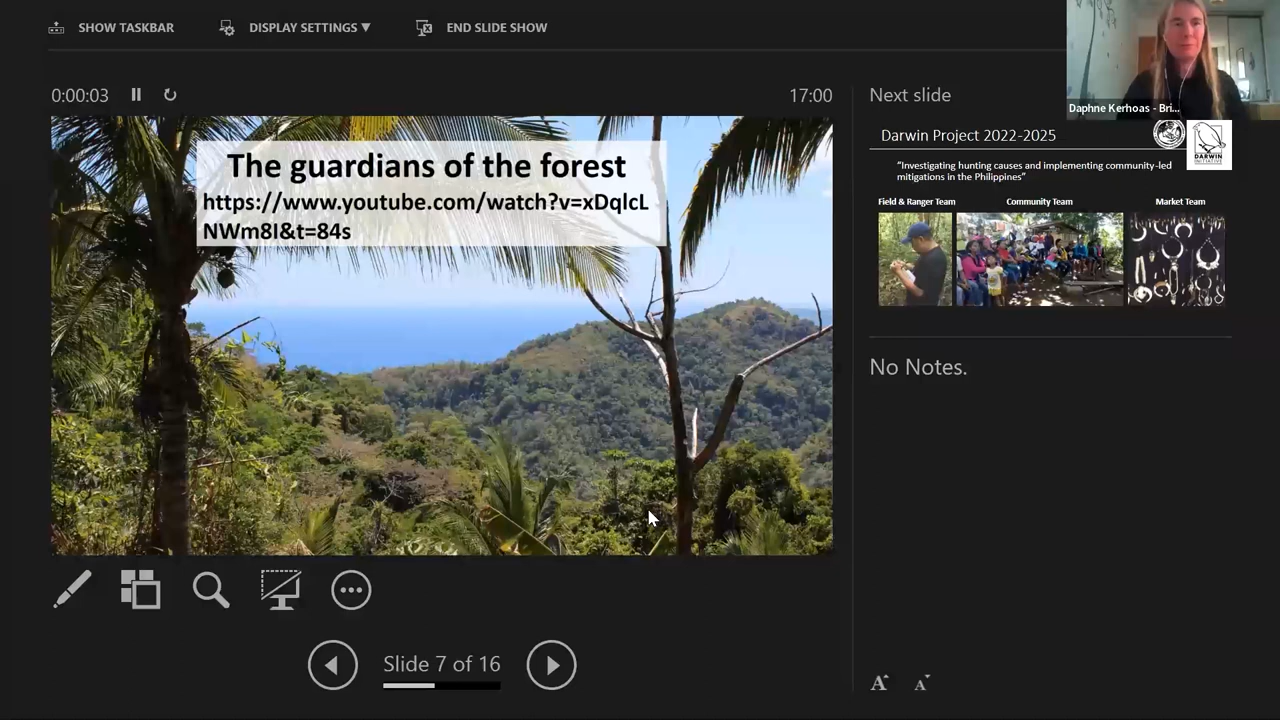 SHOW TASKBAR
DISPLAY SETTINGS ▼
END SLIDE SHOW
0:00:03
17:00
The guardians of the forest
https://www.youtube.com/watch?v=xDqlcL
NWm8I&t=84s
Slide 7 of 16
Next slide
Daphne Kerhoas - Bri...
Darwin Project 2022-2025
DARWIN
INITIATIVE
“Investigating hunting causes and implementing community-led
mitigations in the Philippines”
Field & Ranger Team
Community Team
Market Team
No Notes.
A
A